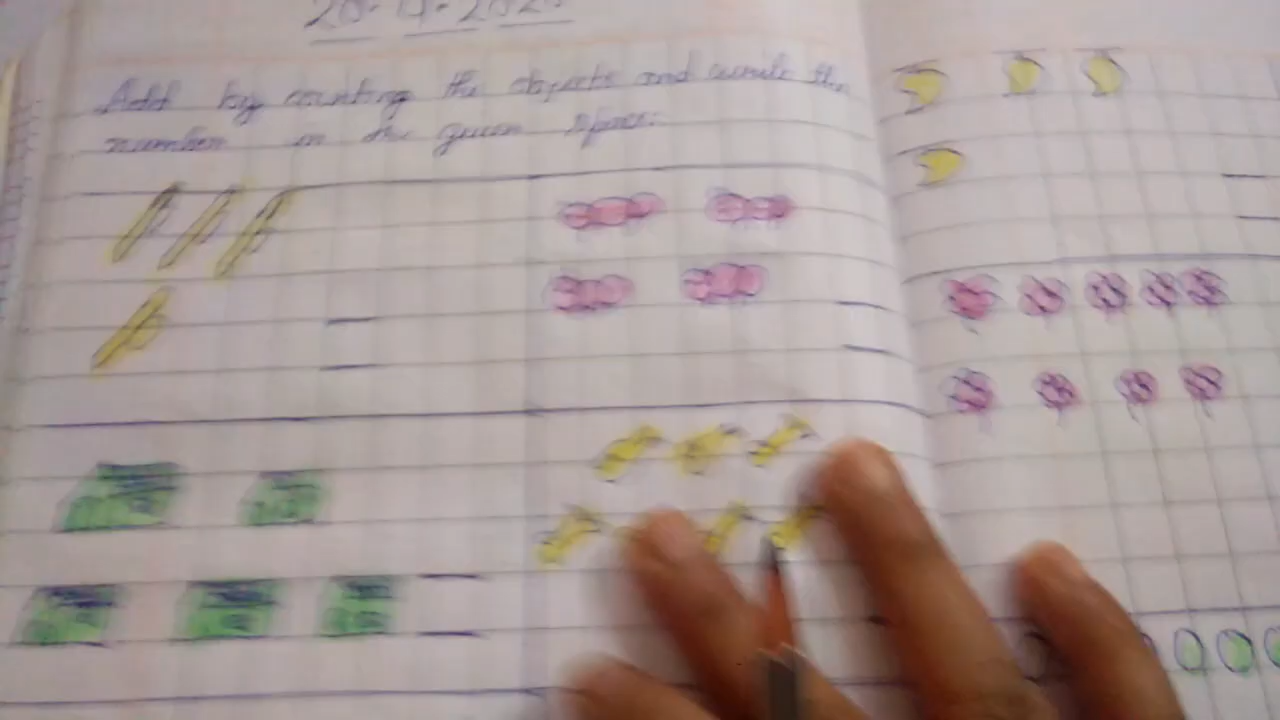 Add by counting the objects and write the
number in the given space: